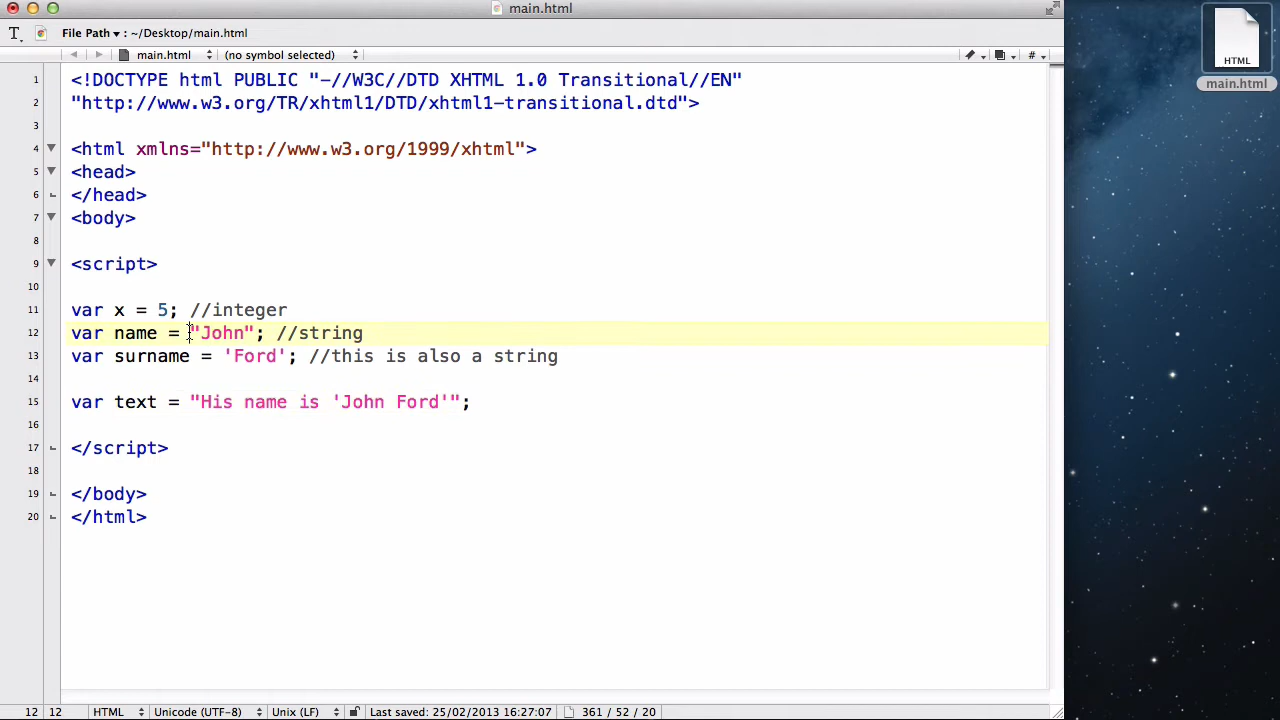 main.html
File Path ▾ : ~/Desktop/main.html
main.html (no symbol selected) #
1 <!DOCTYPE html PUBLIC "-//W3C//DTD XHTML 1.0 Transitional//EN"
2 "http://www.w3.org/TR/xhtml1/DTD/xhtml1-transitional.dtd">
3
4 <html xmlns="http://www.w3.org/1999/xhtml">
5 <head>
6 </head>
7 <body>
8
9 <script>
10
11 var x = 5; //integer
12 var name = "John"; //string
13 var surname = 'Ford'; //this is also a string
14
15 var text = "His name is 'John Ford'";
16
17 </script>
18
19 </body>
20 </html>
12 12 HTML Unicode (UTF-8) Unix (LF) Last saved: 25/02/2013 16:27:07 361 / 52 / 20
HTML
main.html